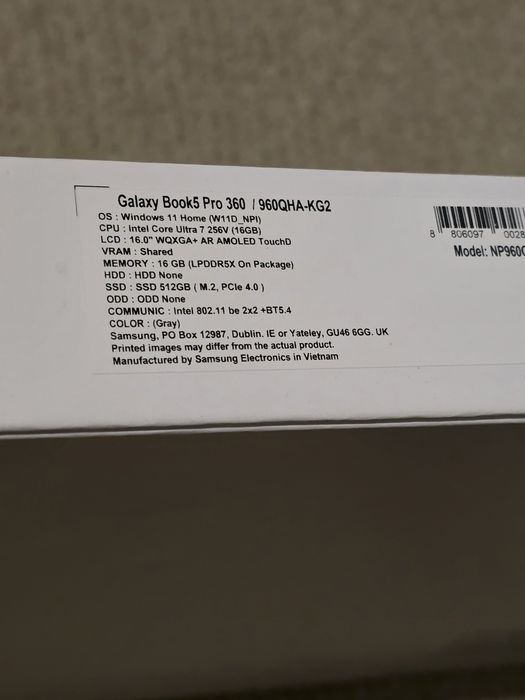 Galaxy Book5 Pro 360 / 960QHA-KG2
OS : Windows 11 Home (W11D_NPI)
CPU : Intel Core Ultra 7 256V (16GB)
LCD : 16.0" WQXGA+ AR AMOLED TouchD
VRAM : Shared
MEMORY : 16 GB (LPDDR5X On Package)
HDD : HDD None
SSD : SSD 512GB ( M.2, PCIe 4.0 )
ODD : ODD None
COMMUNIC : Intel 802.11 be 2x2 +BT5.4
COLOR : (Gray)
Samsung, PO Box 12987, Dublin. IE or Yateley, GU46 6GG. UK
Printed images may differ from the actual product.
Manufactured by Samsung Electronics in Vietnam
8 806097 0028
Model: NP960